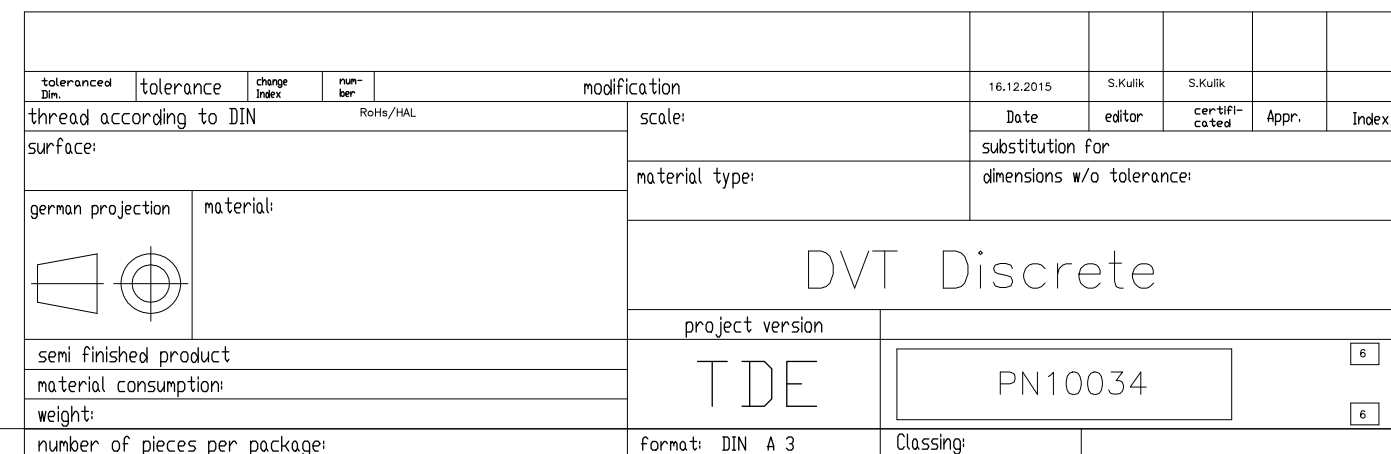 toleranced Dim.
tolerance
change Index
num- ber
modification
16.12.2015
S.Kulik
S.Kulik
thread according to DIN
RoHs/HAL
scale:
Date
editor
certifi- cated
Appr.
Index
surface:
substitution for
material type:
dimensions w/o tolerance:
german projection
material:
DVT Discrete
project version
semi finished product
TDE
PN10034
6
material consumption:
weight:
6
number of pieces per package:
format: DIN A 3
Classing: